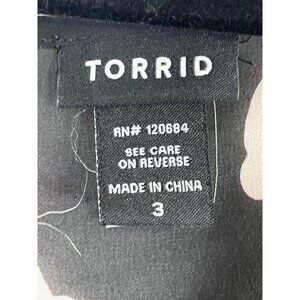 TORRID
RN# 120684
SEE CARE
ON REVERSE
MADE IN CHINA
3